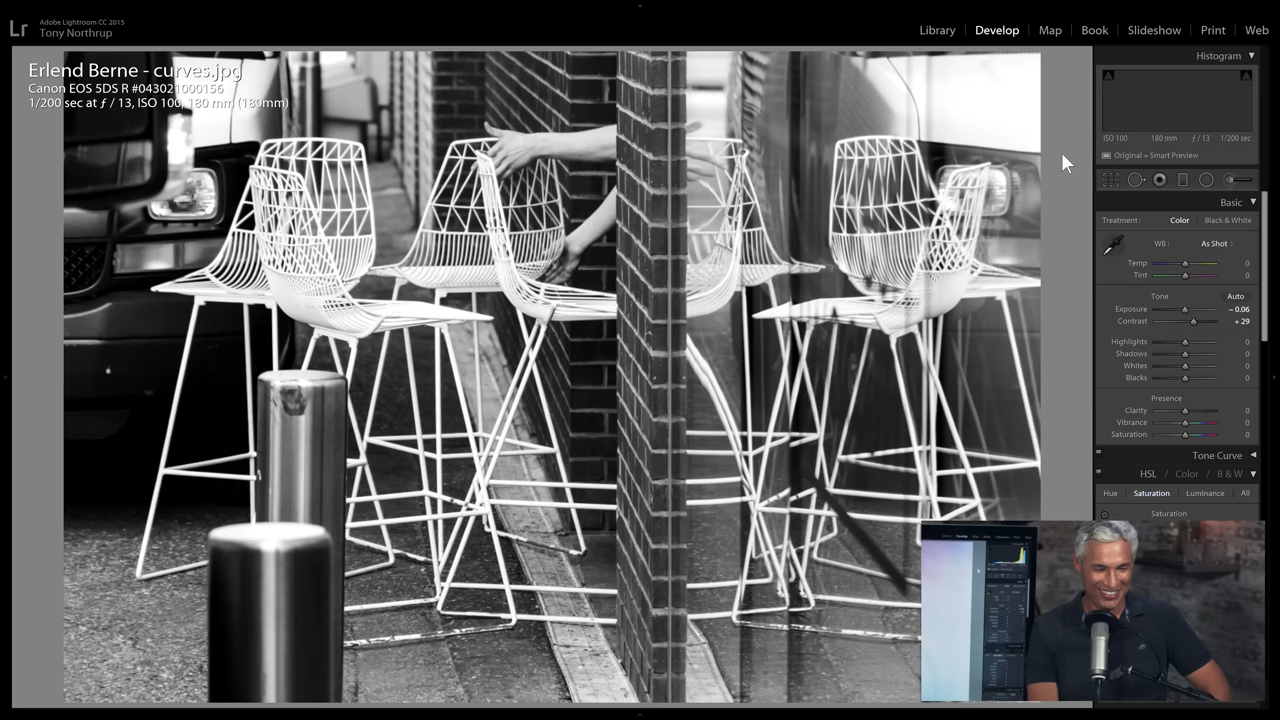 Lr
Adobe Lightroom CC 2015
Tony Northrup
Library | Develop | Map | Book | Slideshow | Print | Web
Erlend Berne - curves.jpg
Canon EOS 5DS R #043021000156
1/200 sec at ƒ / 13, ISO 100, 180 mm (180mm)
Histogram
ISO 100 180 mm ƒ / 13 1/200 sec
Original + Smart Preview
Basic
Treatment : Color Black & White
WB : As Shot
Temp 0
Tint 0
Tone Auto
Exposure – 0.06
Contrast + 29
Highlights 0
Shadows 0
Whites 0
Blacks 0
Presence
Clarity 0
Vibrance 0
Saturation 0
Tone Curve
HSL / Color / B & W
Hue Saturation Luminance All
Saturation